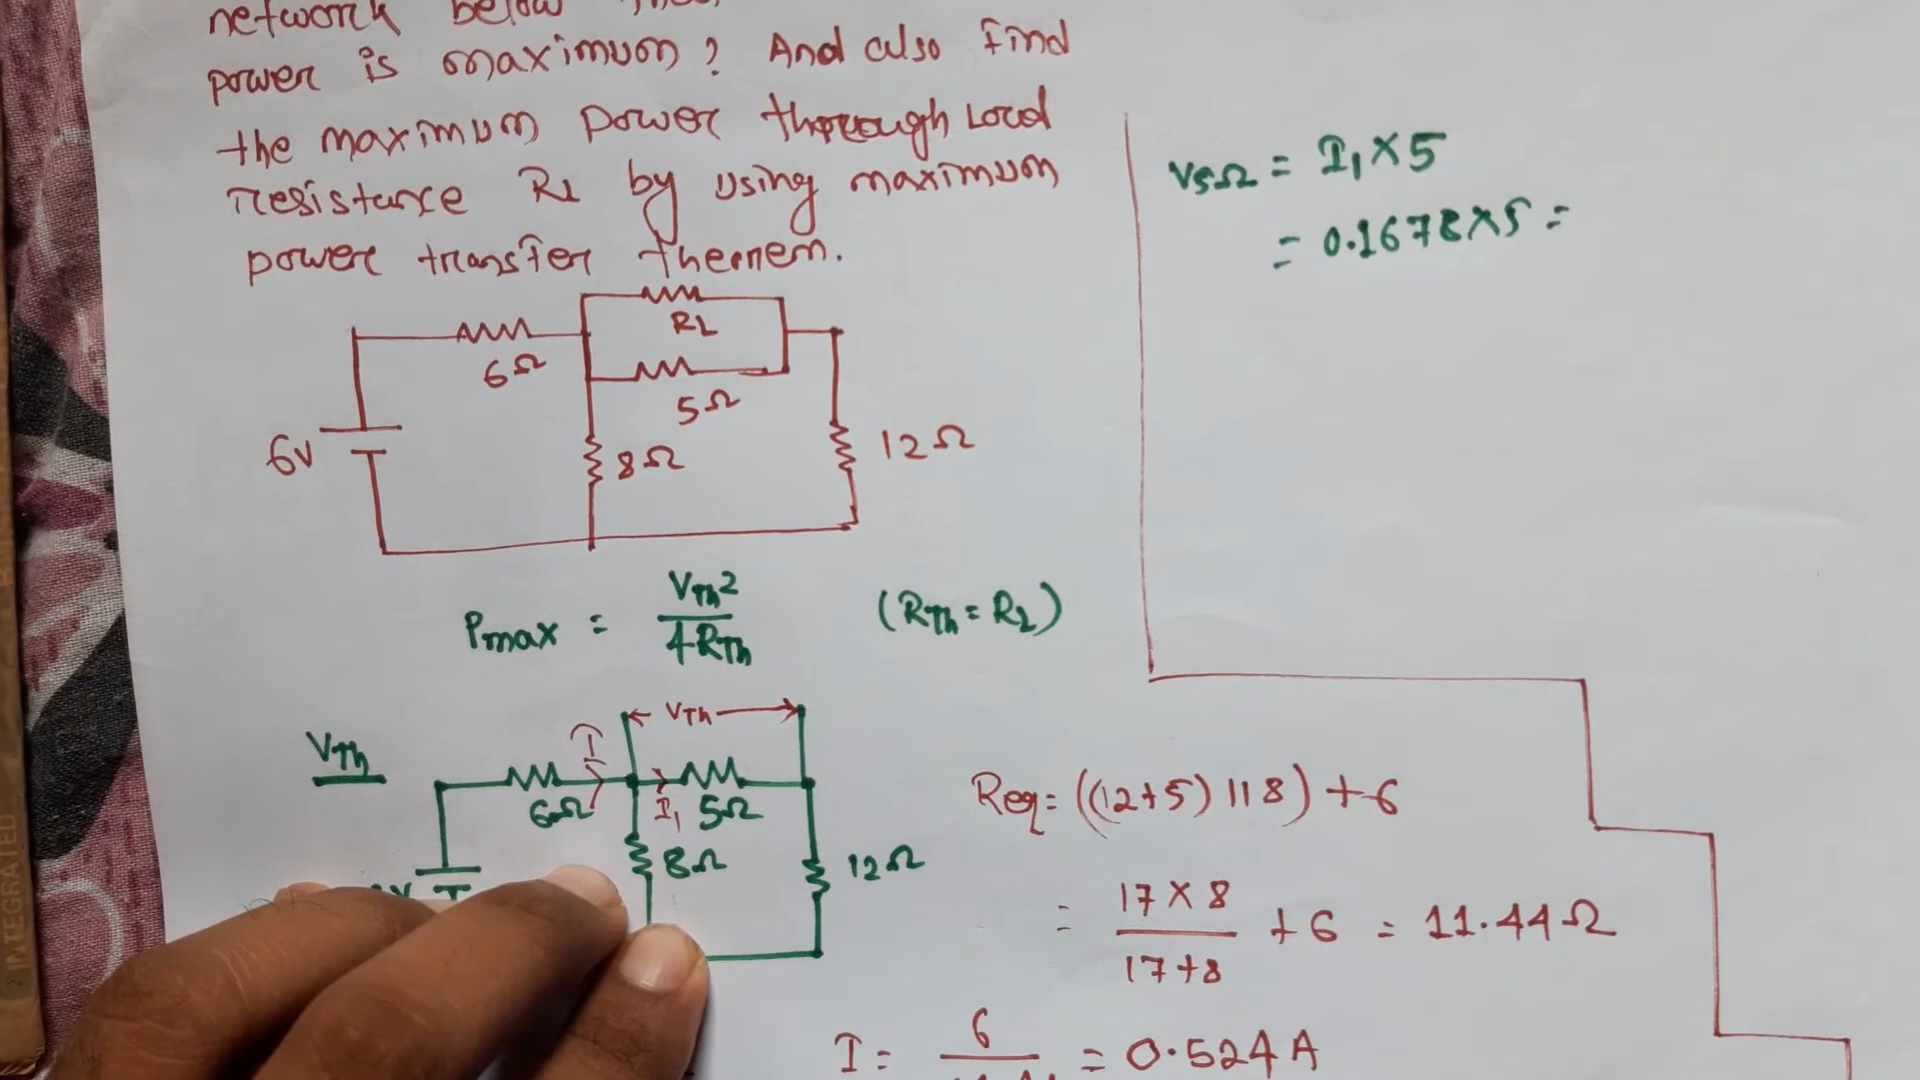 network below
power is maximum? And also find
the maximum power through Load
resistance RL by using maximum
power transfer theorem.
RL
6Ω
5Ω
6V
8Ω
12Ω
Pmax = VTh² / 4RTh (RTh = RL)
VTh
VTh
I
6Ω
I₁
5Ω
8Ω
12Ω
V
V5Ω = I₁ × 5
= 0.1678 × 5 =
Req = ((12+5) || 8) + 6
= 17 × 8 / 17+8 + 6 = 11.44Ω
I = 6 / = 0.524 A
INTEGRATED